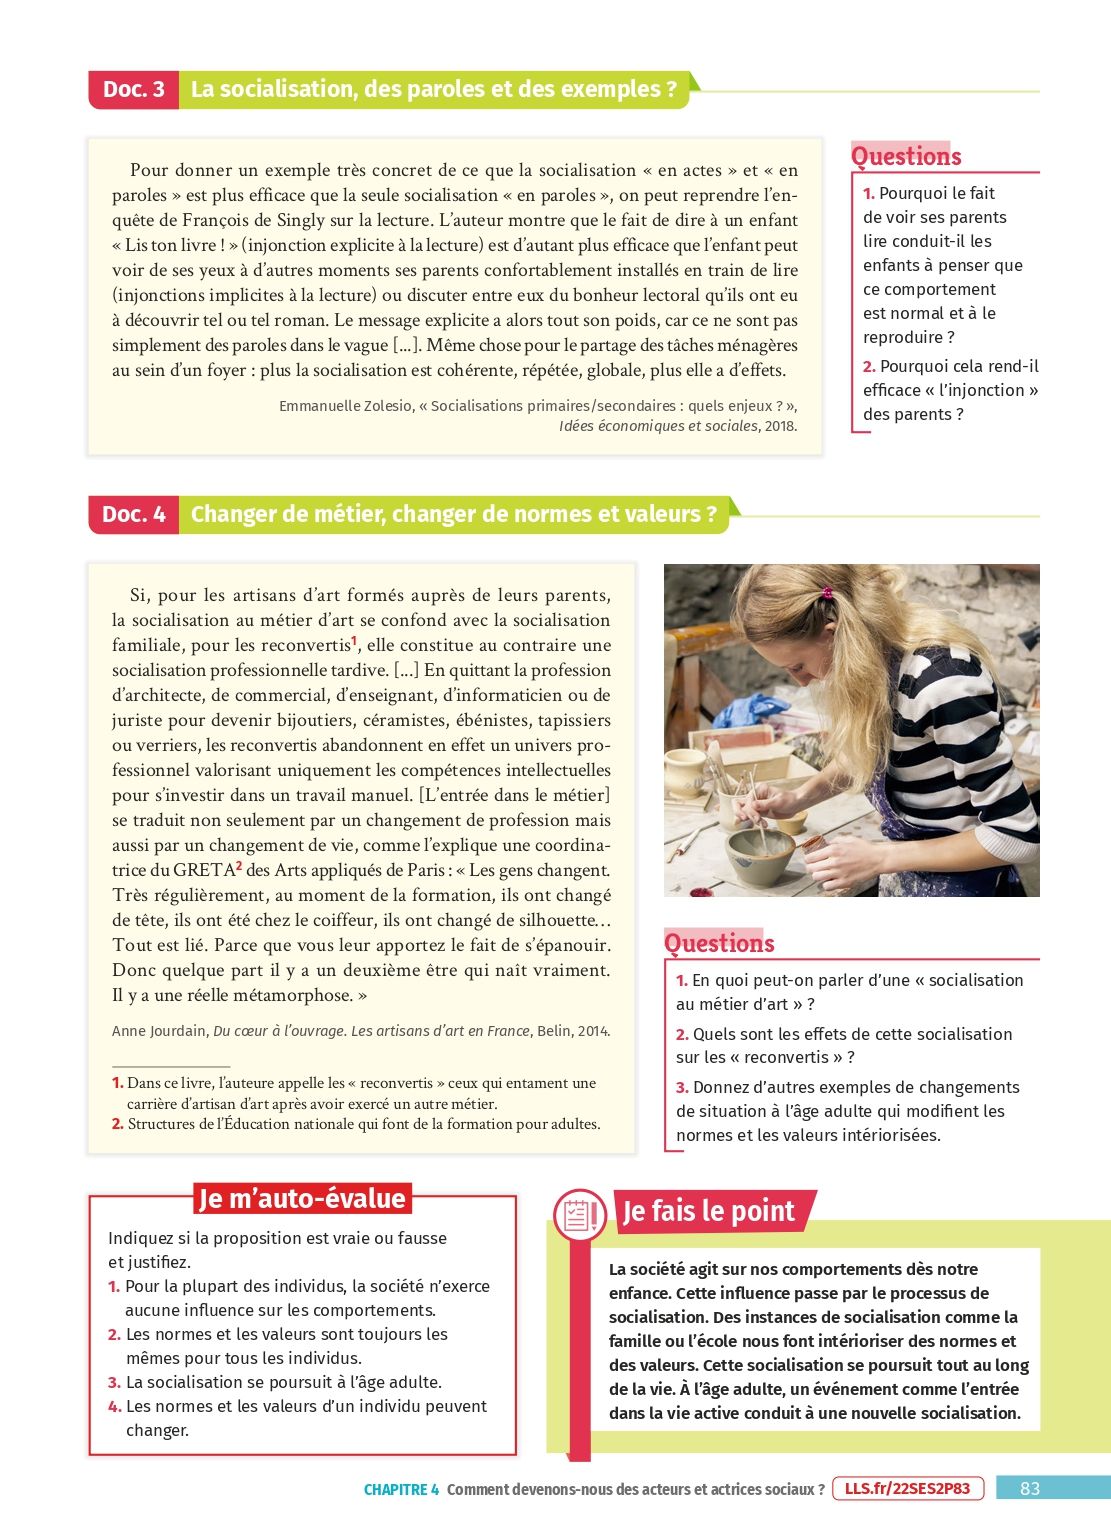 Doc. 3 La socialisation, des paroles et des exemples ?
Pour donner un exemple très concret de ce que la socialisation « en actes » et « en
paroles » est plus efficace que la seule socialisation « en paroles », on peut reprendre l'en-
quête de François de Singly sur la lecture. L'auteur montre que le fait de dire à un enfant
« Lis ton livre ! » (injonction explicite à la lecture) est d'autant plus efficace que l'enfant peut
voir de ses yeux à d'autres moments ses parents confortablement installés en train de lire
(injonctions implicites à la lecture) ou discuter entre eux du bonheur lectoral qu'ils ont eu
à découvrir tel ou tel roman. Le message explicite a alors tout son poids, car ce ne sont pas
simplement des paroles dans le vague [...]. Même chose pour le partage des tâches ménagères
au sein d'un foyer : plus la socialisation est cohérente, répétée, globale, plus elle a d'effets.
Emmanuelle Zolesio, « Socialisations primaires/secondaires : quels enjeux ? »,
Idées économiques et sociales, 2018.
Questions
1. Pourquoi le fait
de voir ses parents
lire conduit-il les
enfants à penser que
ce comportement
est normal et à le
reproduire ?
2. Pourquoi cela rend-il
efficace « l'injonction »
des parents ?
Doc. 4 Changer de métier, changer de normes et valeurs ?
Si, pour les artisans d'art formés auprès de leurs parents,
la socialisation au métier d'art se confond avec la socialisation
familiale, pour les reconvertis1, elle constitue au contraire une
socialisation professionnelle tardive. [...] En quittant la profession
d'architecte, de commercial, d'enseignant, d'informaticien ou de
juriste pour devenir bijoutiers, céramistes, ébénistes, tapissiers
ou verriers, les reconvertis abandonnent en effet un univers pro-
fessionnel valorisant uniquement les compétences intellectuelles
pour s'investir dans un travail manuel. [L'entrée dans le métier]
se traduit non seulement par un changement de profession mais
aussi par un changement de vie, comme l'explique une coordina-
trice du GRETA2 des Arts appliqués de Paris : « Les gens changent.
Très régulièrement, au moment de la formation, ils ont changé
de tête, ils ont été chez le coiffeur, ils ont changé de silhouette…
Tout est lié. Parce que vous leur apportez le fait de s'épanouir.
Donc quelque part il y a un deuxième être qui naît vraiment.
Il y a une réelle métamorphose. »
Anne Jourdain, Du cœur à l'ouvrage. Les artisans d'art en France, Belin, 2014.
1. Dans ce livre, l'auteure appelle les « reconvertis » ceux qui entament une
carrière d'artisan d'art après avoir exercé un autre métier.
2. Structures de l'Éducation nationale qui font de la formation pour adultes.
Questions
1. En quoi peut-on parler d'une « socialisation
au métier d'art » ?
2. Quels sont les effets de cette socialisation
sur les « reconvertis » ?
3. Donnez d'autres exemples de changements
de situation à l'âge adulte qui modifient les
normes et les valeurs intériorisées.
Je m'auto-évalue
Indiquez si la proposition est vraie ou fausse
et justifiez.
1. Pour la plupart des individus, la société n'exerce
aucune influence sur les comportements.
2. Les normes et les valeurs sont toujours les
mêmes pour tous les individus.
3. La socialisation se poursuit à l'âge adulte.
4. Les normes et les valeurs d'un individu peuvent
changer.
Je fais le point
La société agit sur nos comportements dès notre
enfance. Cette influence passe par le processus de
socialisation. Des instances de socialisation comme la
famille ou l'école nous font intérioriser des normes et
des valeurs. Cette socialisation se poursuit tout au long
de la vie. À l'âge adulte, un événement comme l'entrée
dans la vie active conduit à une nouvelle socialisation.
CHAPITRE 4 Comment devenons-nous des acteurs et actrices sociaux ? LLS.fr/22SES2P83 83